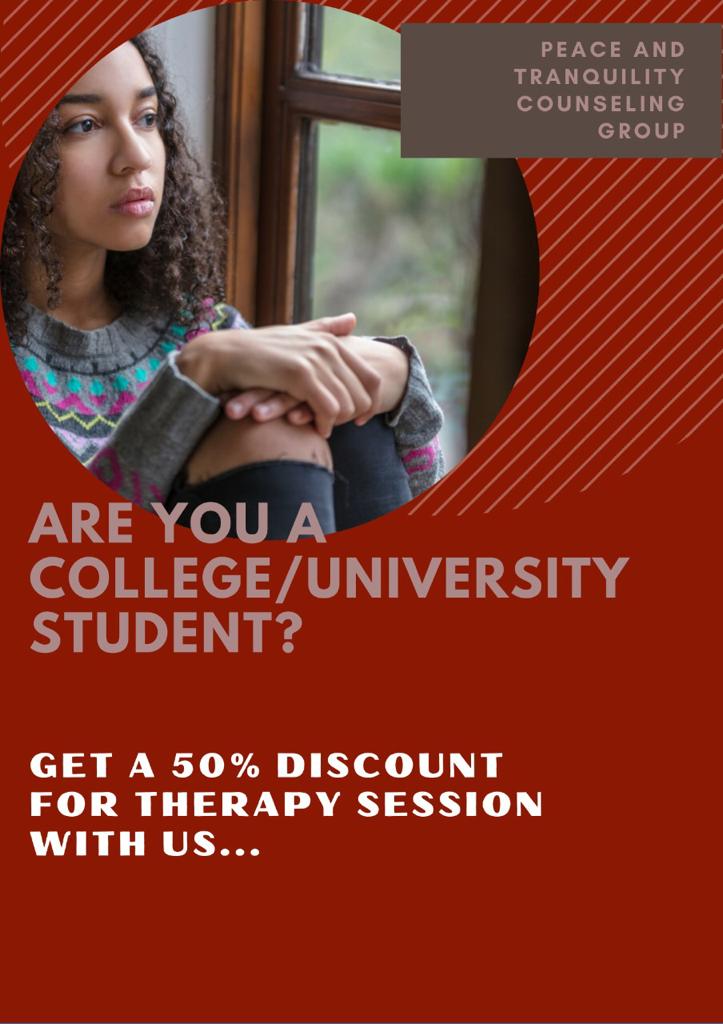 PEACE AND
TRANQUILITY
COUNSELING
GROUP
ARE YOU A
COLLEGE/UNIVERSITY
STUDENT?
GET A 50% DISCOUNT
FOR THERAPY SESSION
WITH US...